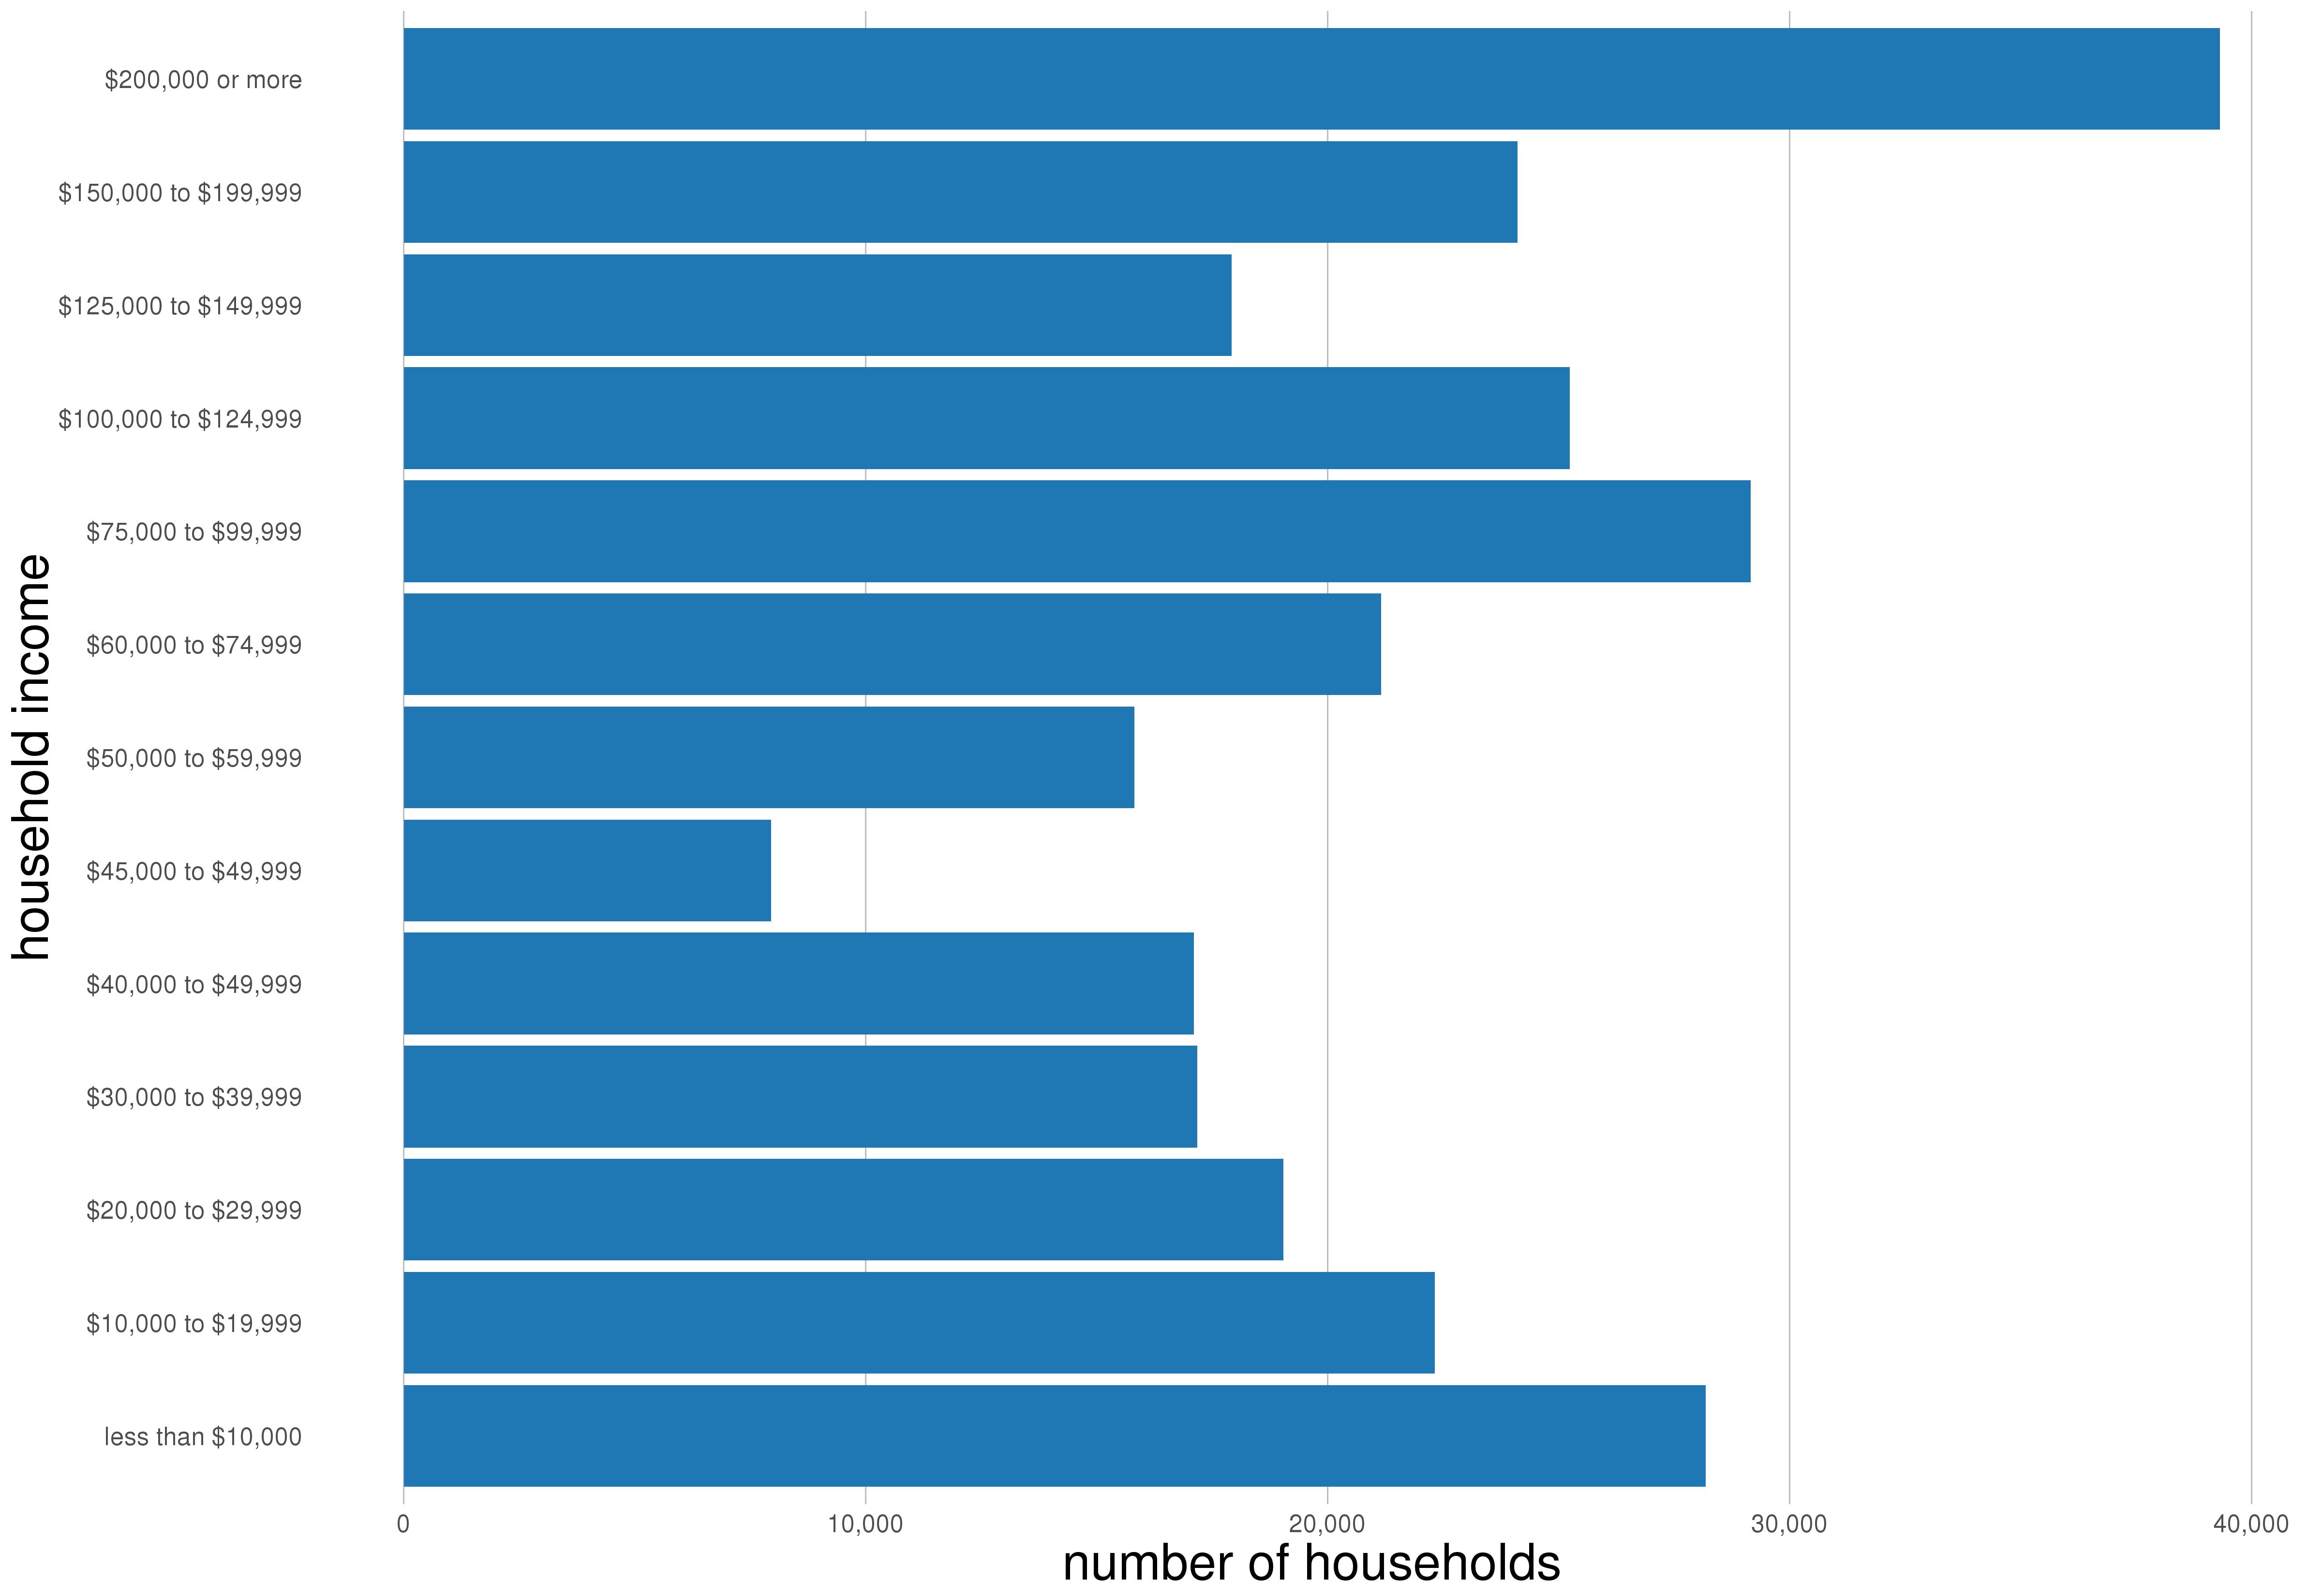 household income
$200,000 or more
$150,000 to $199,999
$125,000 to $149,999
$100,000 to $124,999
$75,000 to $99,999
$60,000 to $74,999
$50,000 to $59,999
$45,000 to $49,999
$40,000 to $49,999
$30,000 to $39,999
$20,000 to $29,999
$10,000 to $19,999
less than $10,000
0 10,000 20,000 30,000 40,000
number of households